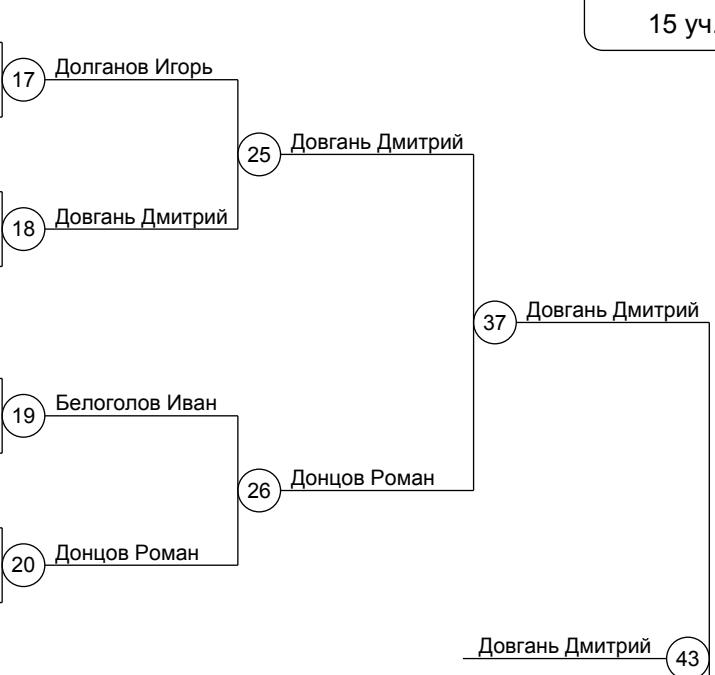 15 уч.
17 Долганов Игорь
25 Довгань Дмитрий
18 Довгань Дмитрий
37 Довгань Дмитрий
19 Белоголов Иван
26 Донцов Роман
20 Донцов Роман
Довгань Дмитрий 43